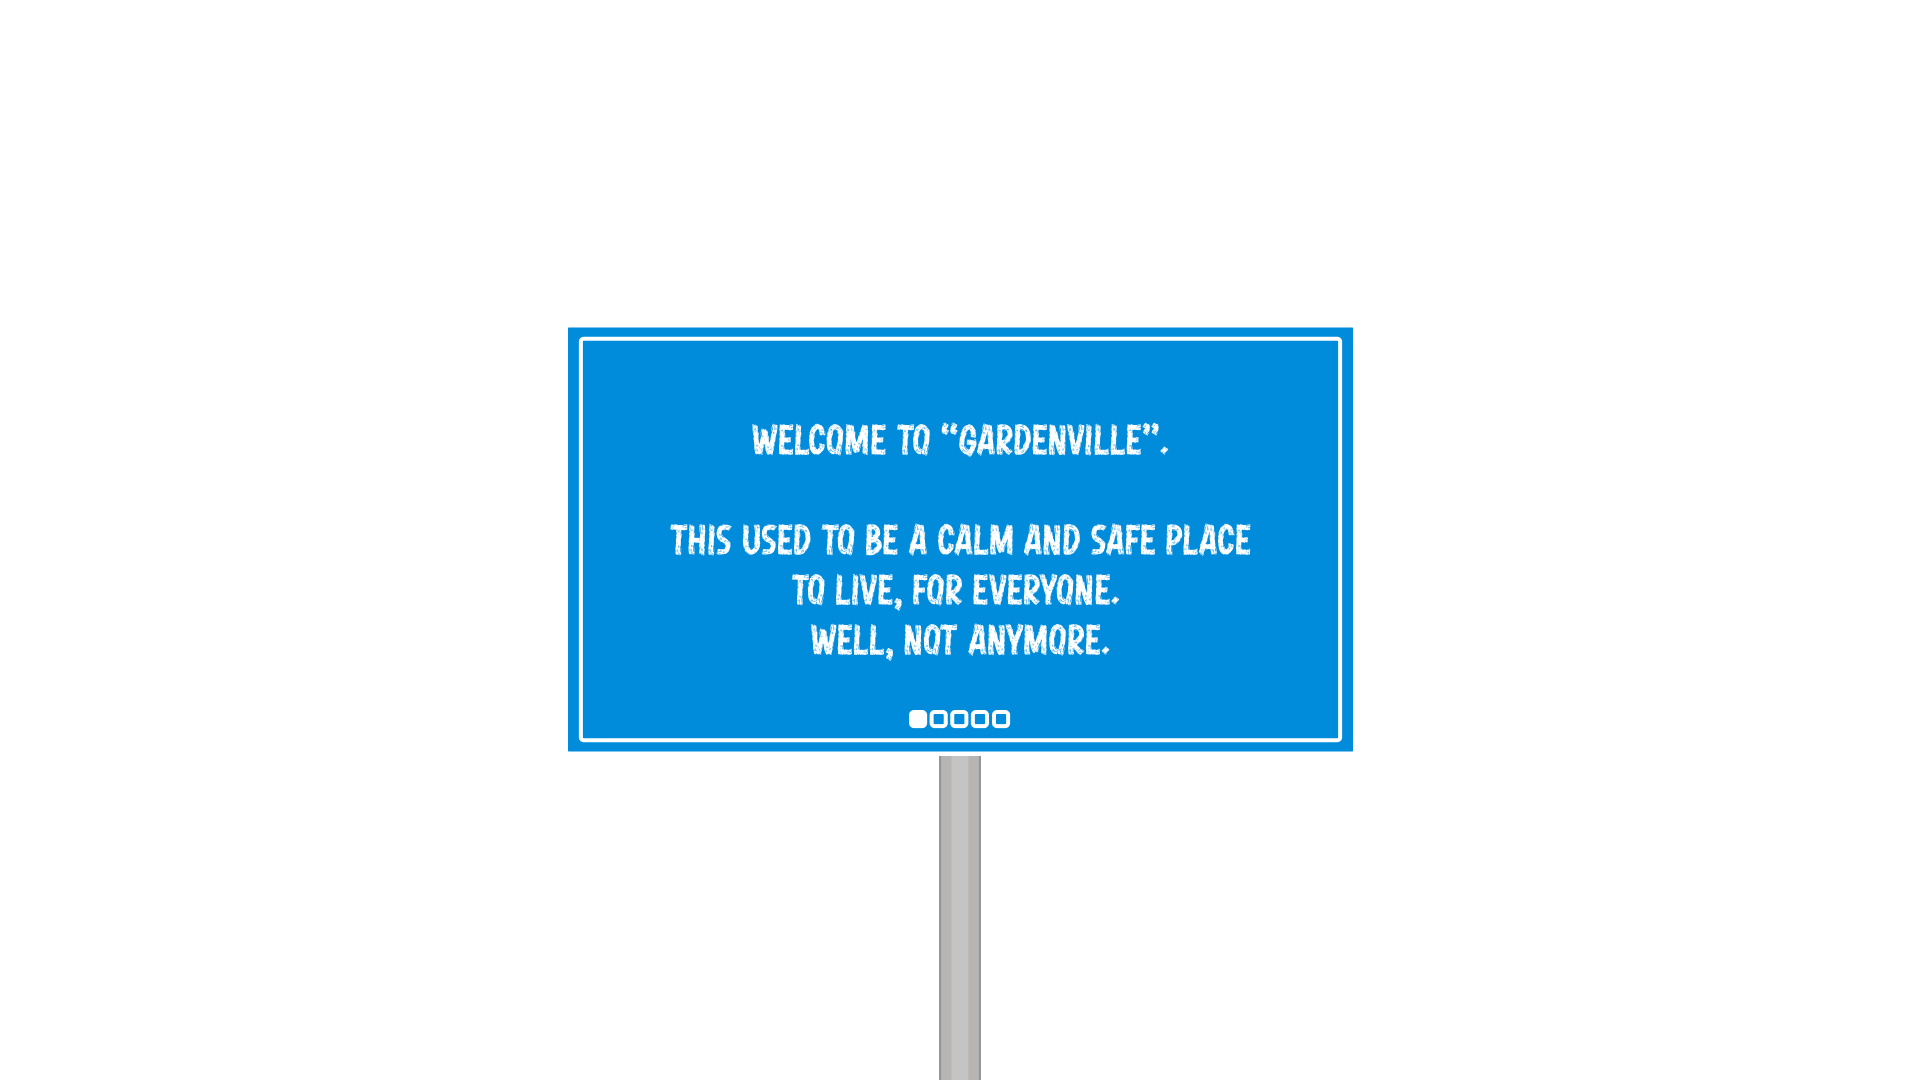 WELCOME TO “GARDENVILLE”.
THIS USED TO BE A CALM AND SAFE PLACE
TO LIVE, FOR EVERYONE.
WELL, NOT ANYMORE.